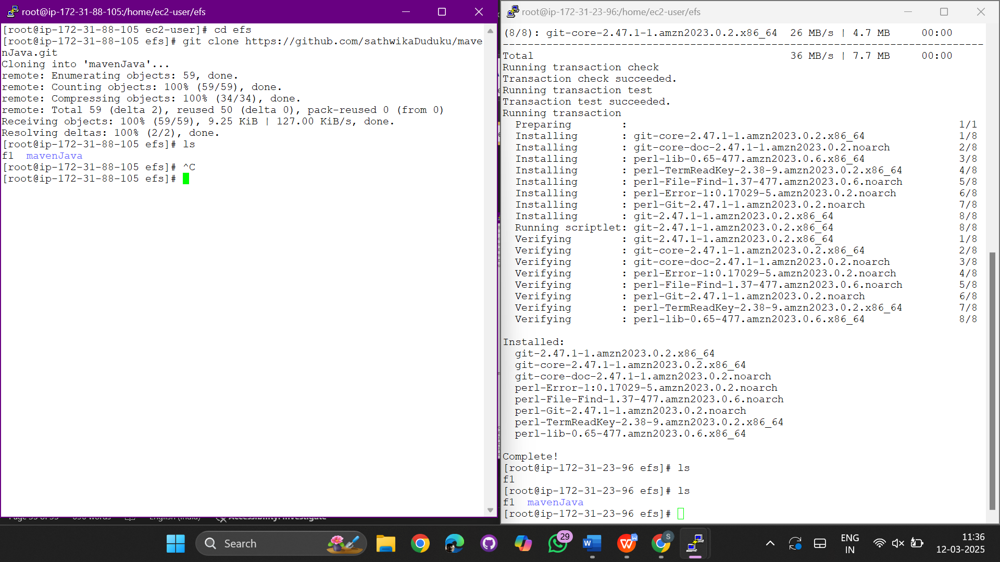 root@ip-172-31-88-105:/home/ec2-user/efs
[root@ip-172-31-88-105 ec2-user]# cd efs
[root@ip-172-31-88-105 efs]# git clone https://github.com/sathwikaDuduku/mave
nJava.git
Cloning into 'mavenJava'...
remote: Enumerating objects: 59, done.
remote: Counting objects: 100% (59/59), done.
remote: Compressing objects: 100% (34/34), done.
remote: Total 59 (delta 2), reused 50 (delta 0), pack-reused 0 (from 0)
Receiving objects: 100% (59/59), 9.25 KiB | 127.00 KiB/s, done.
Resolving deltas: 100% (2/2), done.
[root@ip-172-31-88-105 efs]# ls
f1  mavenJava
[root@ip-172-31-88-105 efs]# ^C
[root@ip-172-31-88-105 efs]#
root@ip-172-31-23-96:/home/ec2-user/efs
(8/8): git-core-2.47.1-1.amzn2023.0.2.x86_64  26 MB/s | 4.7 MB     00:00
--------------------------------------------------------------------------------
Total                                         36 MB/s | 7.7 MB     00:00
Running transaction check
Transaction check succeeded.
Running transaction test
Transaction test succeeded.
Running transaction
  Preparing        :                                                     1/1
  Installing       : git-core-2.47.1-1.amzn2023.0.2.x86_64               1/8
  Installing       : git-core-doc-2.47.1-1.amzn2023.0.2.noarch           2/8
  Installing       : perl-lib-0.65-477.amzn2023.0.6.x86_64               3/8
  Installing       : perl-TermReadKey-2.38-9.amzn2023.0.2.x86_64         4/8
  Installing       : perl-File-Find-1.37-477.amzn2023.0.6.noarch         5/8
  Installing       : perl-Error-1:0.17029-5.amzn2023.0.2.noarch          6/8
  Installing       : perl-Git-2.47.1-1.amzn2023.0.2.noarch               7/8
  Installing       : git-2.47.1-1.amzn2023.0.2.x86_64                    8/8
  Running scriptlet: git-2.47.1-1.amzn2023.0.2.x86_64                    8/8
  Verifying        : git-2.47.1-1.amzn2023.0.2.x86_64                    1/8
  Verifying        : git-core-2.47.1-1.amzn2023.0.2.x86_64               2/8
  Verifying        : git-core-doc-2.47.1-1.amzn2023.0.2.noarch           3/8
  Verifying        : perl-Error-1:0.17029-5.amzn2023.0.2.noarch          4/8
  Verifying        : perl-File-Find-1.37-477.amzn2023.0.6.noarch         5/8
  Verifying        : perl-Git-2.47.1-1.amzn2023.0.2.noarch               6/8
  Verifying        : perl-TermReadKey-2.38-9.amzn2023.0.2.x86_64         7/8
  Verifying        : perl-lib-0.65-477.amzn2023.0.6.x86_64               8/8
Installed:
  git-2.47.1-1.amzn2023.0.2.x86_64
  git-core-2.47.1-1.amzn2023.0.2.x86_64
  git-core-doc-2.47.1-1.amzn2023.0.2.noarch
  perl-Error-1:0.17029-5.amzn2023.0.2.noarch
  perl-File-Find-1.37-477.amzn2023.0.6.noarch
  perl-Git-2.47.1-1.amzn2023.0.2.noarch
  perl-TermReadKey-2.38-9.amzn2023.0.2.x86_64
  perl-lib-0.65-477.amzn2023.0.6.x86_64
Complete!
[root@ip-172-31-23-96 efs]# ls
f1
[root@ip-172-31-23-96 efs]# ls
f1  mavenJava
[root@ip-172-31-23-96 efs]#
English (India) Accessibility: Investigate
Search
29
S
ENG
IN
11:36
12-03-2025